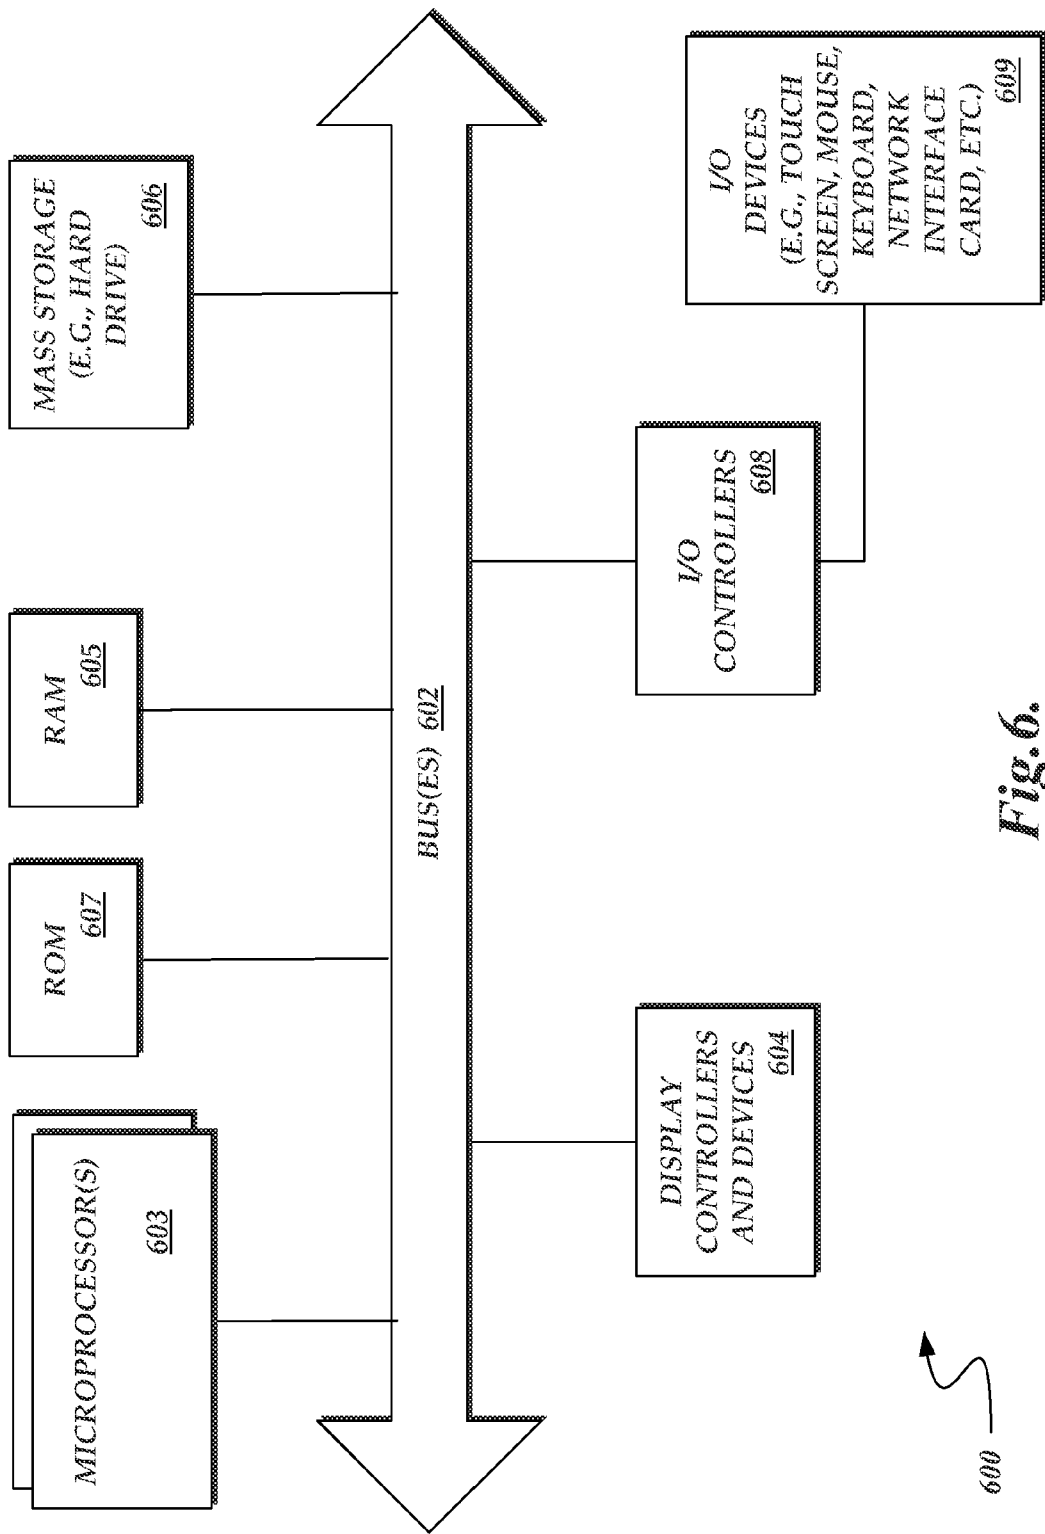 MICROPROCESSOR(S)
603
ROM
607
RAM
605
MASS STORAGE
(E.G., HARD
DRIVE)
606
BUS(ES) 602
DISPLAY
CONTROLLERS
AND DEVICES
604
I/O
CONTROLLERS
608
I/O
DEVICES
(E.G., TOUCH
SCREEN, MOUSE,
KEYBOARD,
NETWORK
INTERFACE
CARD, ETC.)
609
600
Fig.6.